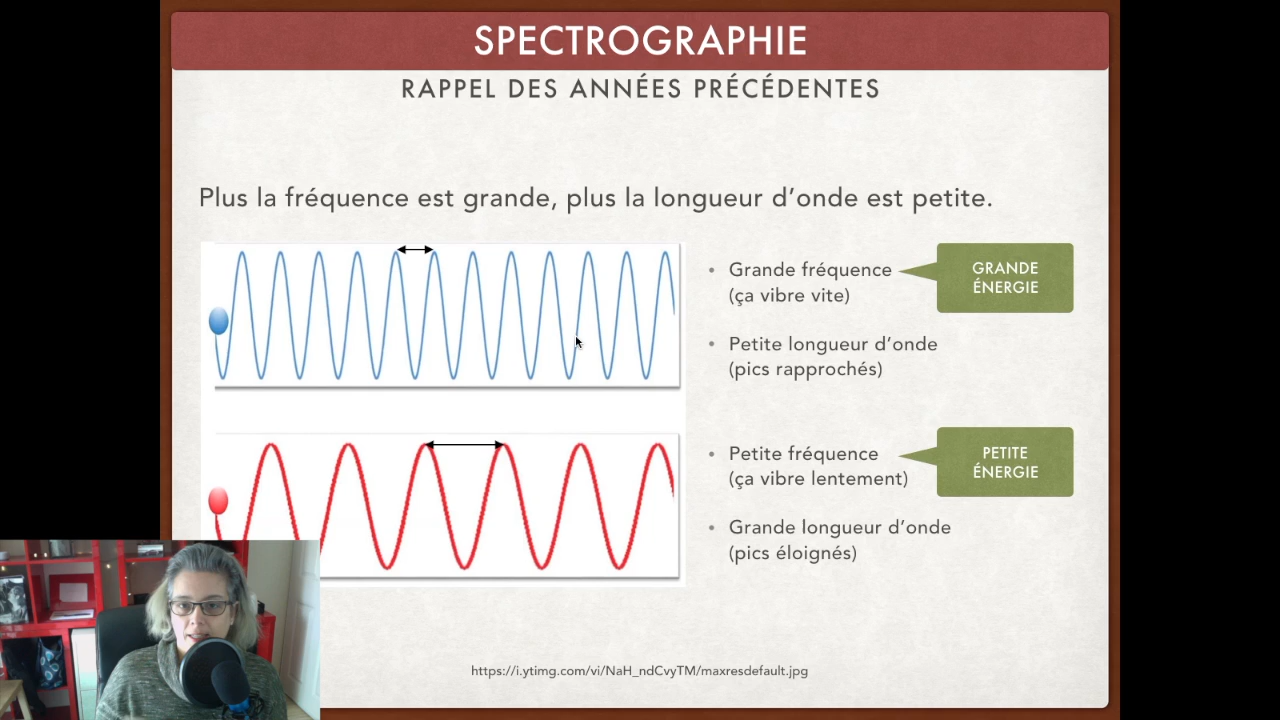 SPECTROGRAPHIE
RAPPEL DES ANNÉES PRÉCÉDENTES
Plus la fréquence est grande, plus la longueur d’onde est petite.
• Grande fréquence
(ça vibre vite)
GRANDE
ÉNERGIE
• Petite longueur d’onde
(pics rapprochés)
• Petite fréquence
(ça vibre lentement)
PETITE
ÉNERGIE
• Grande longueur d’onde
(pics éloignés)
https://i.ytimg.com/vi/NaH_ndCvyTM/maxresdefault.jpg